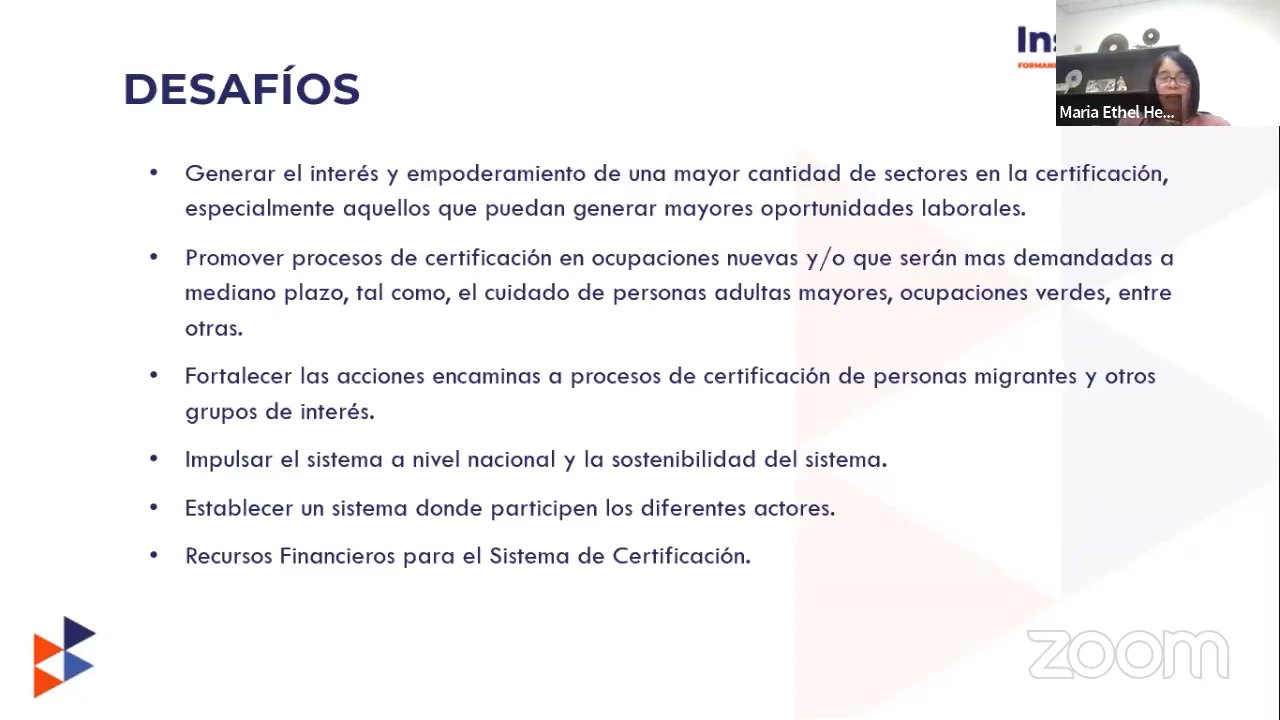 Ins
FORMAN
DESAFÍOS
Maria Ethel He...
• Generar el interés y empoderamiento de una mayor cantidad de sectores en la certificación,
especialmente aquellos que puedan generar mayores oportunidades laborales.
• Promover procesos de certificación en ocupaciones nuevas y/o que serán mas demandadas a
mediano plazo, tal como, el cuidado de personas adultas mayores, ocupaciones verdes, entre
otras.
• Fortalecer las acciones encaminas a procesos de certificación de personas migrantes y otros
grupos de interés.
• Impulsar el sistema a nivel nacional y la sostenibilidad del sistema.
• Establecer un sistema donde participen los diferentes actores.
• Recursos Financieros para el Sistema de Certificación.
zoom